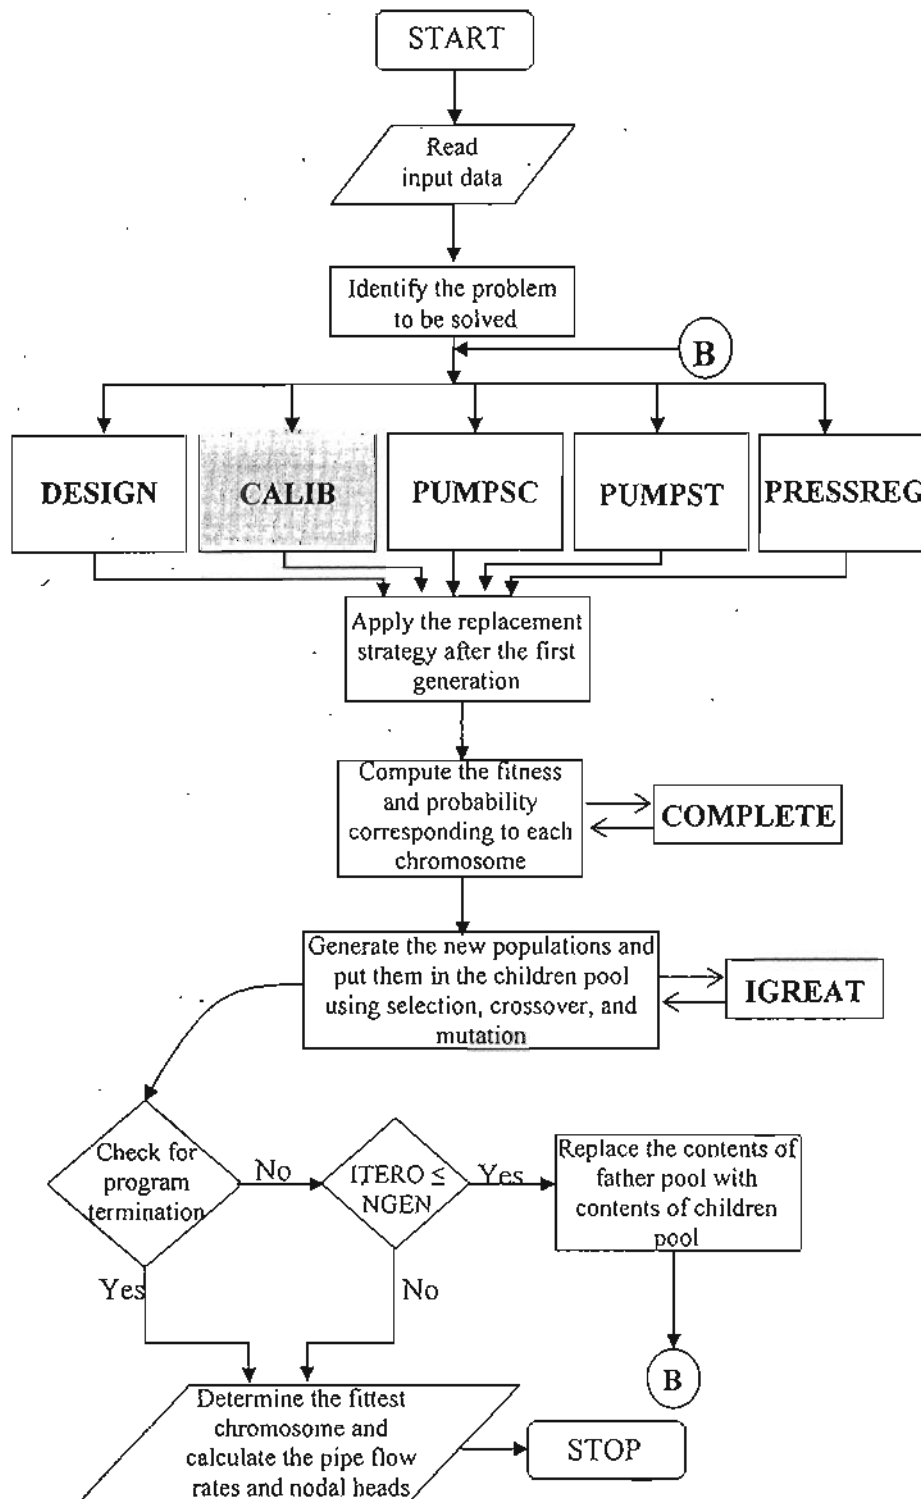 START
Read
input data
Identify the problem
to be solved
B
DESIGN
CALIB
PUMPSC
PUMPST
PRESSREG
Apply the replacement
strategy after the first
generation
Compute the fitness
and probability
corresponding to each
chromosome
COMPLETE
Generate the new populations and
put them in the children pool
using selection, crossover, and
mutation
IGREAT
Check for
program
termination
No
ITERO ≤
NGEN
Yes
Replace the contents of
father pool with
contents of children
pool
Yes
No
B
Determine the fittest
chromosome and
calculate the pipe flow
rates and nodal heads
STOP